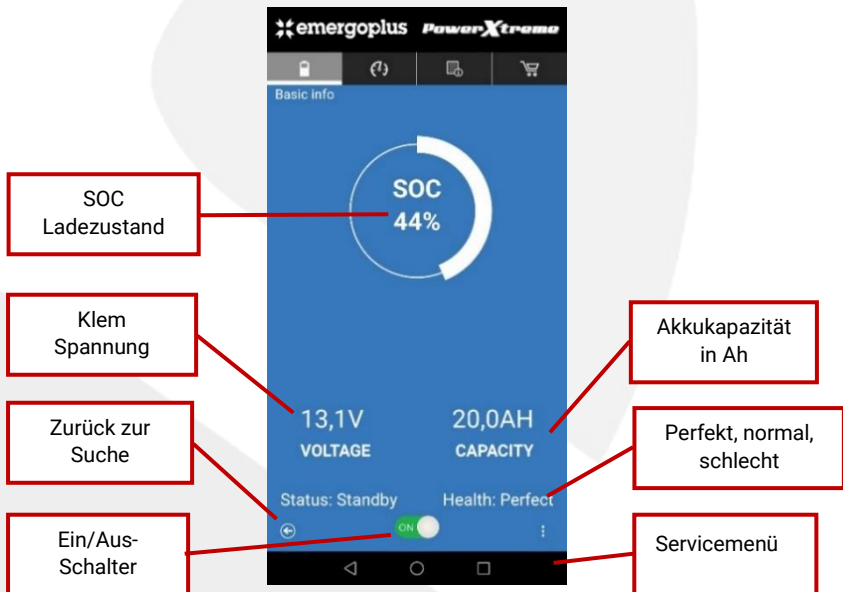 emergoplus PowerXtreme
Basic info
SOC
44%
SOC
Ladezustand
Klem
Spannung
Akkukapazität
in Ah
13,1V
VOLTAGE
20,0AH
CAPACITY
Zurück zur
Suche
Perfekt, normal,
schlecht
Status: Standby
Health: Perfect
ON
Ein/Aus-
Schalter
Servicemenü